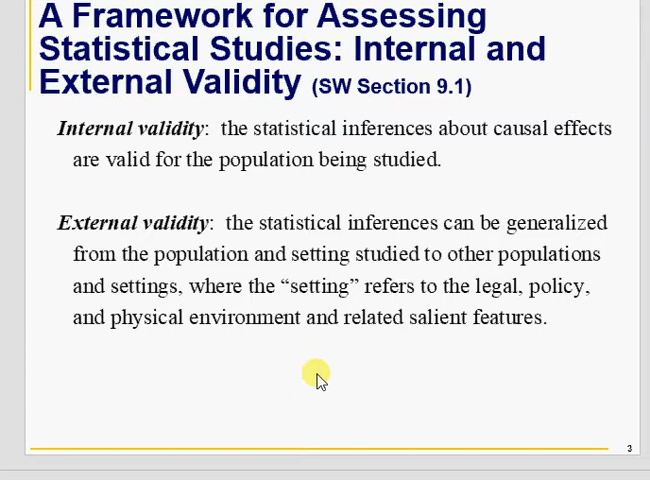 A Framework for Assessing
Statistical Studies: Internal and
External Validity (SW Section 9.1)
Internal validity:  the statistical inferences about causal effects
are valid for the population being studied.
External validity:  the statistical inferences can be generalized
from the population and setting studied to other populations
and settings, where the “setting” refers to the legal, policy,
and physical environment and related salient features.
3